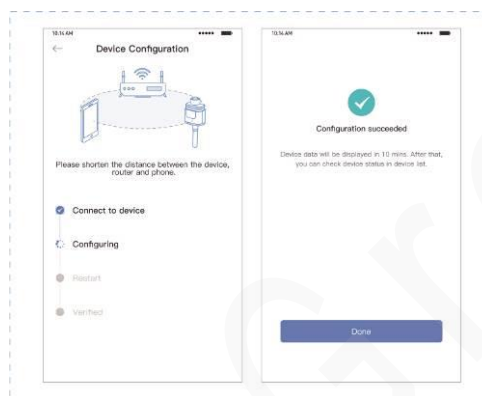 10:14 AM
Device Configuration
Please shorten the distance between the device,
router and phone.
Connect to device
Configuring
Restart
Verified
10:14 AM
Configuration succeeded
Device data will be displayed in 10 mins. After that,
you can check device status in device list.
Done